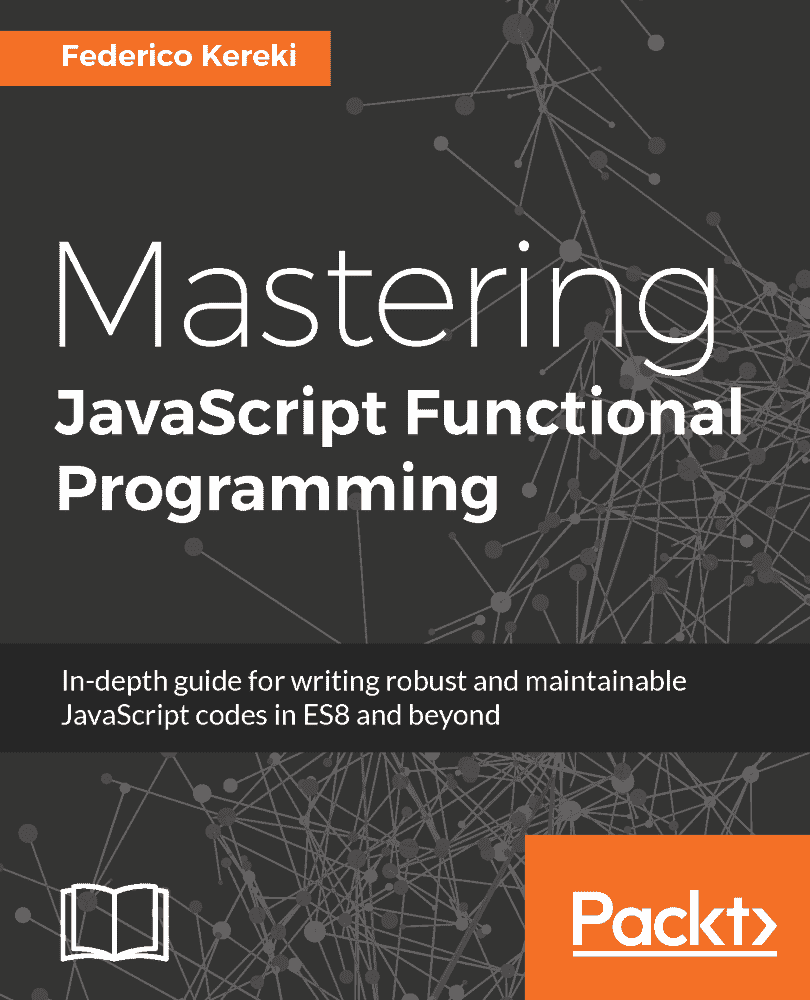 Federico Kereki
Mastering
JavaScript Functional
Programming
In-depth guide for writing robust and maintainable
JavaScript codes in ES8 and beyond
Packt>